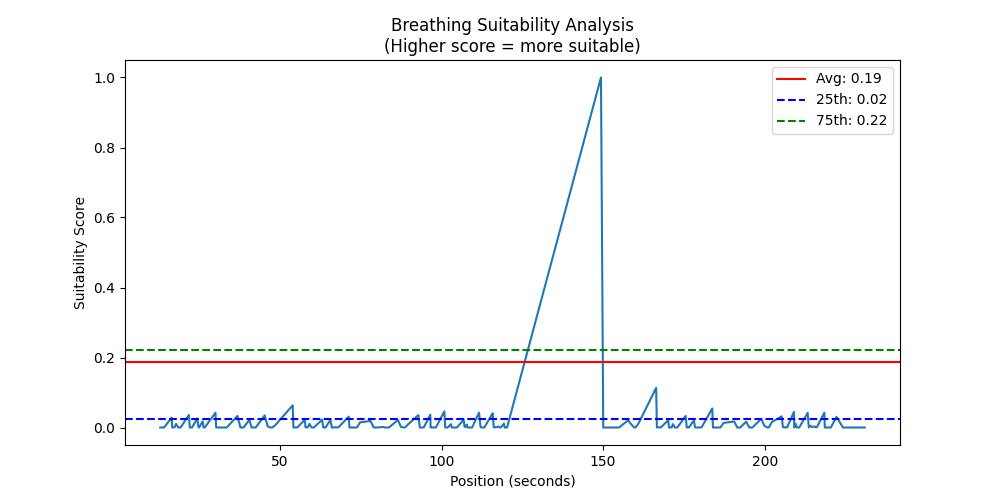 Breathing Suitability Analysis
(Higher score = more suitable)
Avg: 0.19
25th: 0.02
75th: 0.22
Suitability Score
1.0
0.8
0.6
0.4
0.2
0.0
50
100
150
200
Position (seconds)